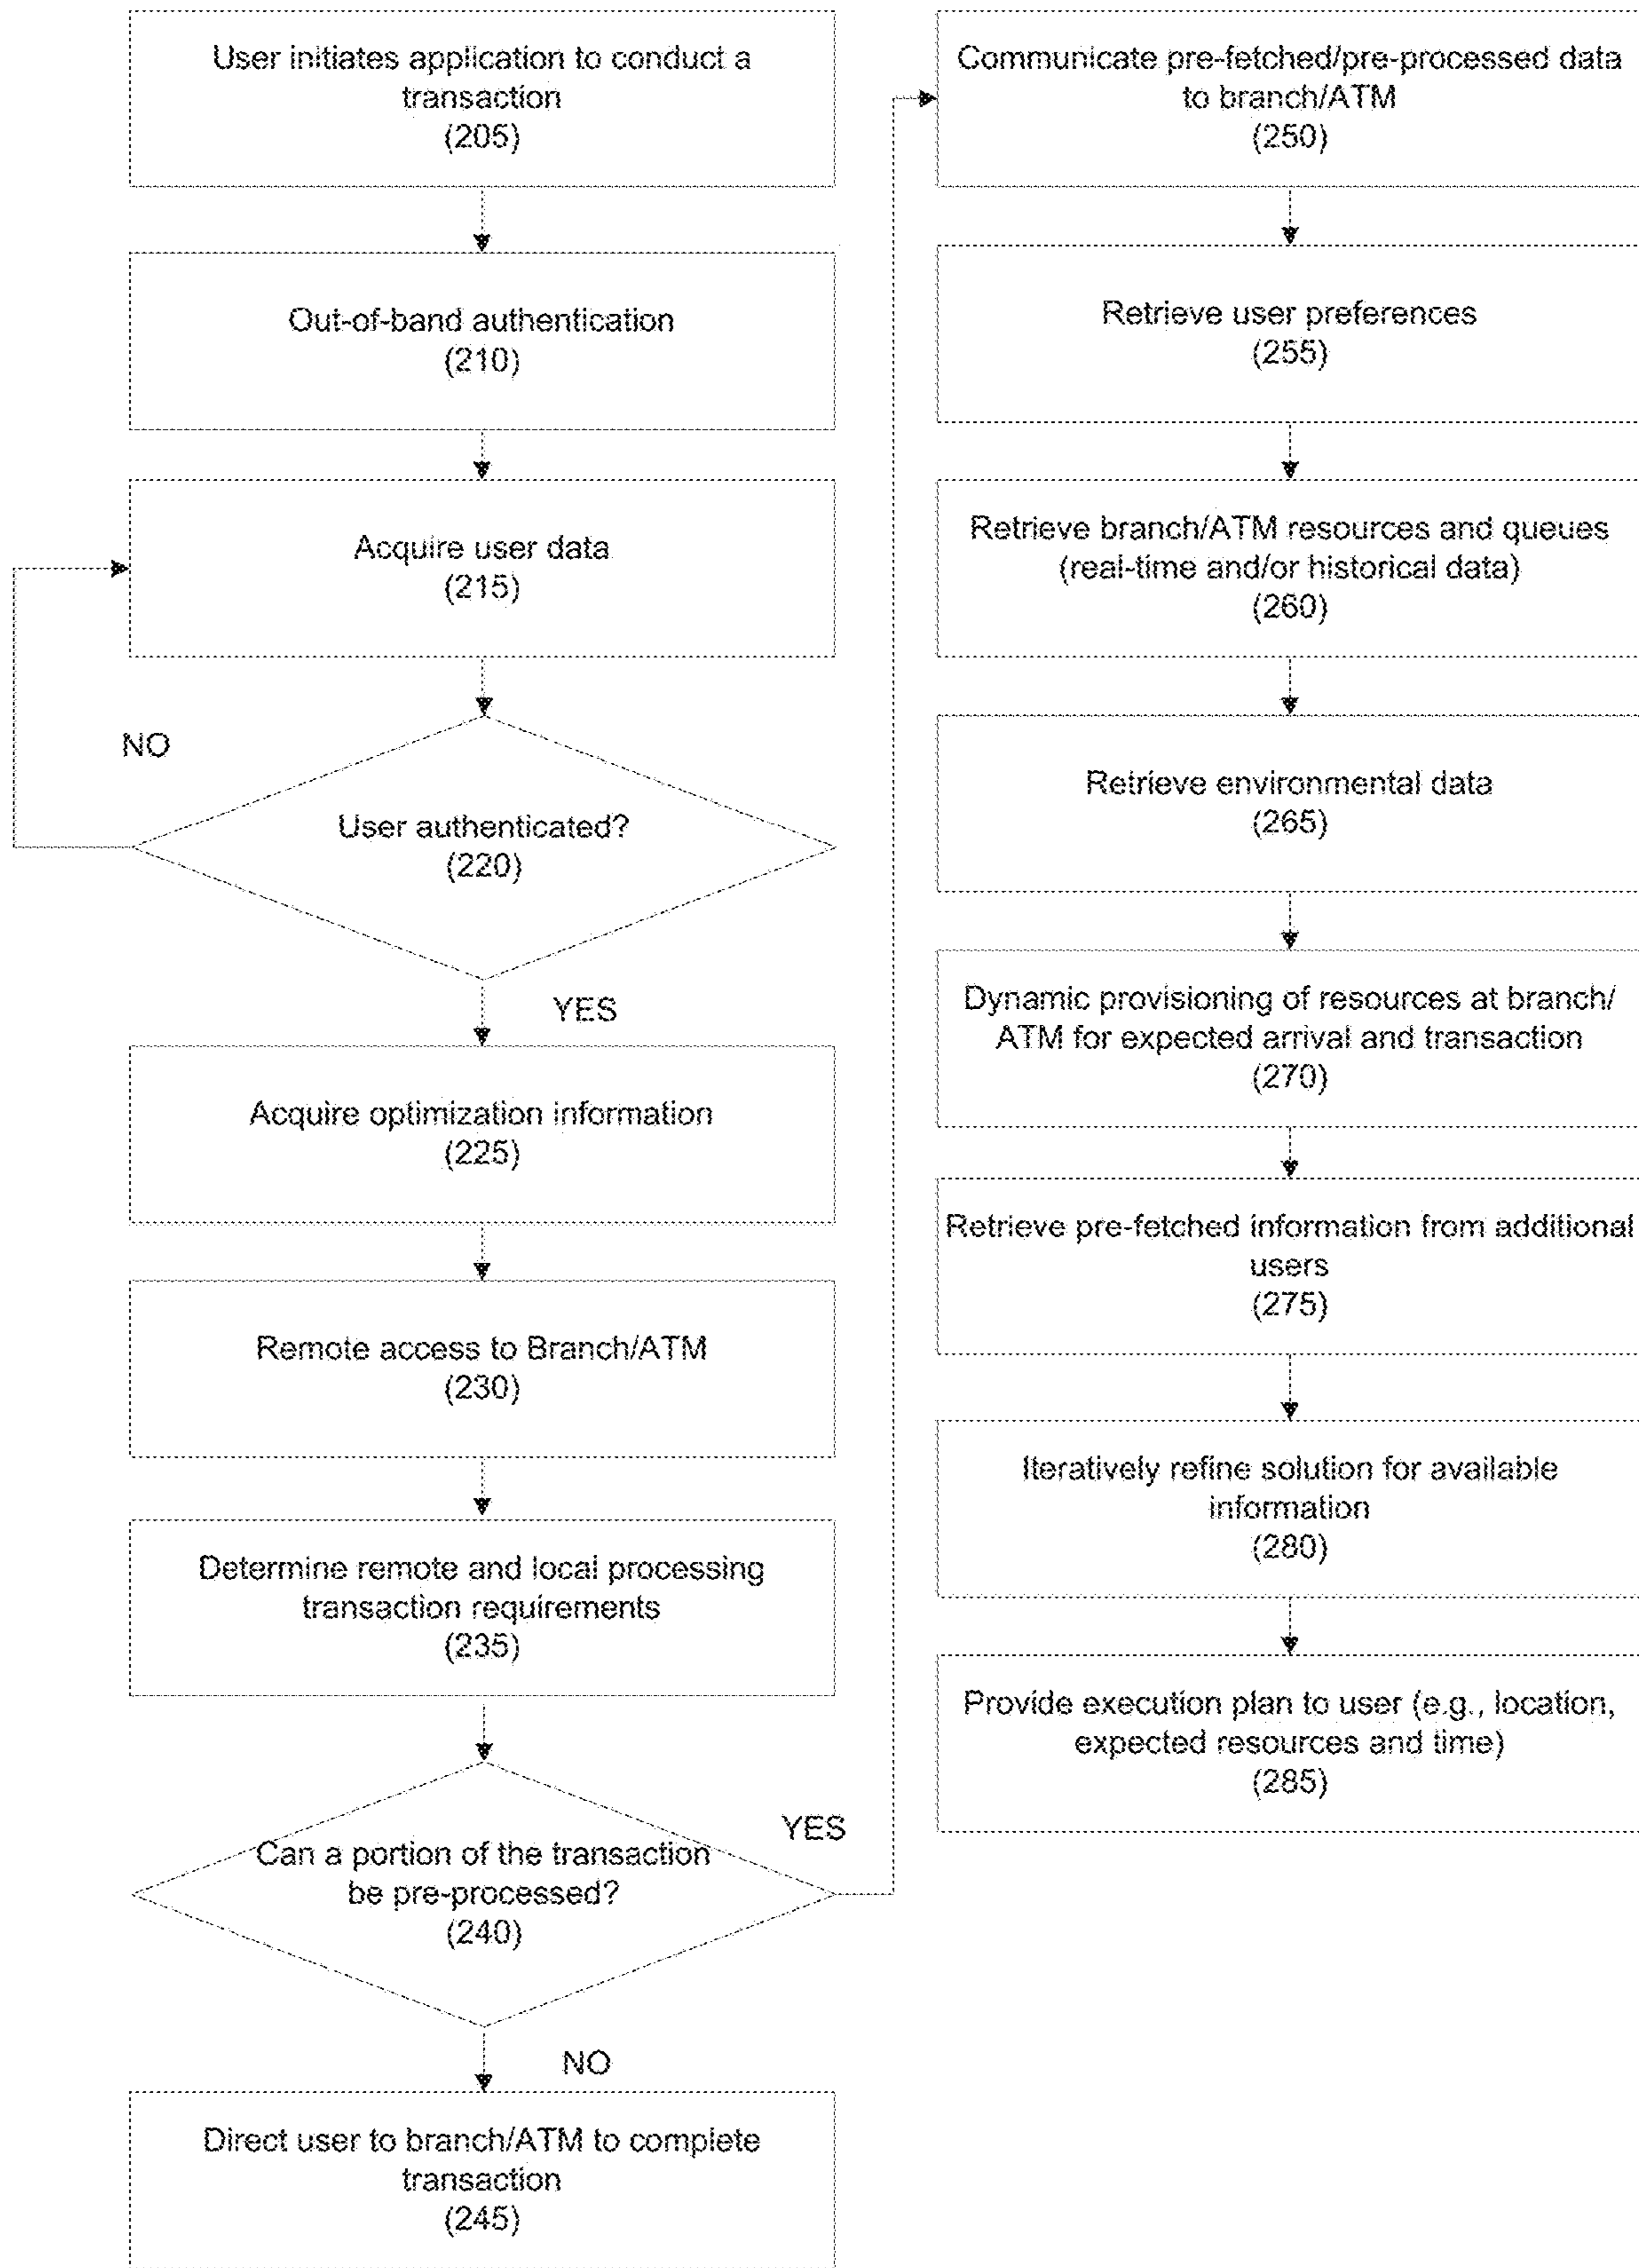 User initiates application to conduct a
transaction
(205)
Out-of-band authentication
(210)
Acquire user data
(215)
NO
User authenticated?
(220)
YES
Acquire optimization information
(225)
Remote access to Branch/ATM
(230)
Determine remote and local processing
transaction requirements
(235)
YES
Can a portion of the transaction
be pre-processed?
(240)
NO
Direct user to branch/ATM to complete
transaction
(245)
Communicate pre-fetched/pre-processed data
to branch/ATM
(250)
Retrieve user preferences
(255)
Retrieve branch/ATM resources and queues
(real-time and/or historical data)
(260)
Retrieve environmental data
(265)
Dynamic provisioning of resources at branch/
ATM for expected arrival and transaction
(270)
Retrieve pre-fetched information from additional
users
(275)
Iteratively refine solution for available
information
(280)
Provide execution plan to user (e.g., location,
expected resources and time)
(285)